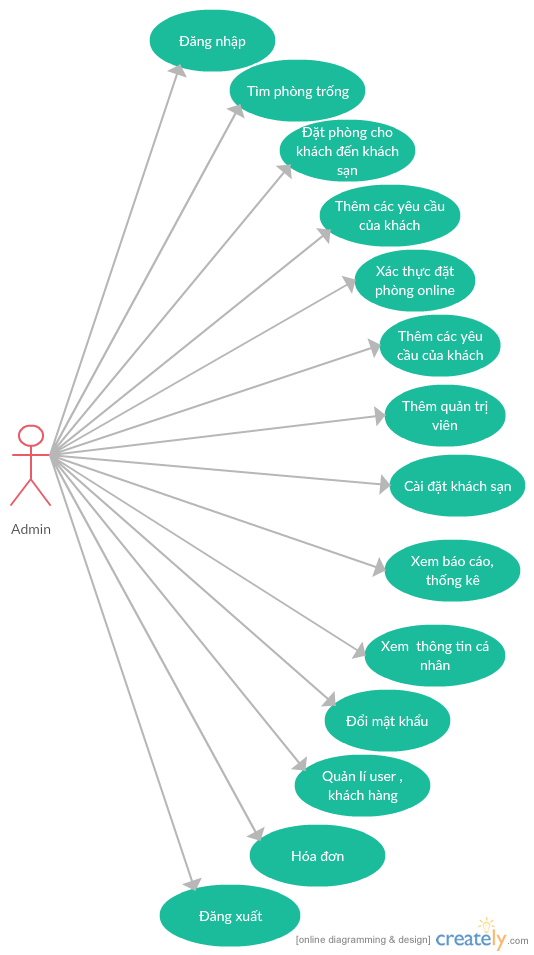 Đăng nhập
Tìm phòng trống
Đặt phòng cho
khách đến khách
sạn
Thêm các yêu cầu
của khách
Xác thực đặt
phòng online
Thêm các yêu
cầu của khách
Thêm quản trị
viên
Cài đặt khách sạn
Admin
Xem báo cáo,
thống kê
Xem  thông tin cá
nhân
Đổi mật khẩu
Quản lí user ,
khách hàng
Hóa đơn
Đăng xuất
[online diagramming & design] creately.com